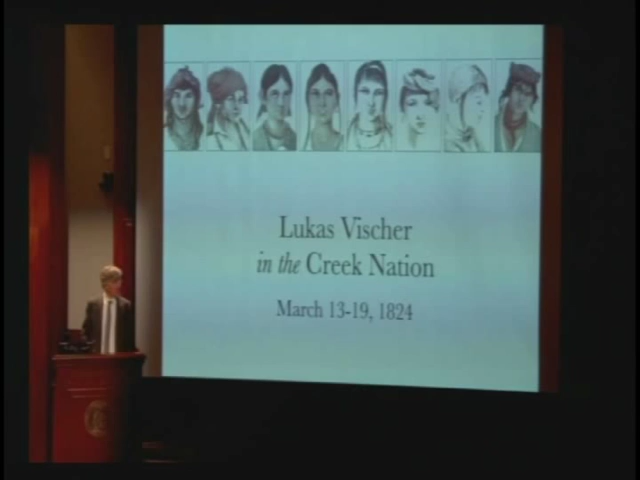 Lukas Vischer
in the Creek Nation
March 13-19, 1824